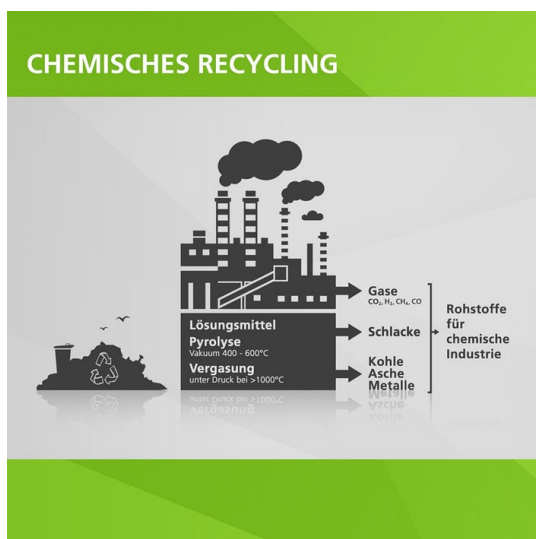 CHEMISCHES RECYCLING
Lösungsmittel
Pyrolyse
Vakuum 400 - 600°C
Vergasung
unter Druck bei >1000°C
Gase
CO₂, H₂, CH₄, CO
Schlacke
Kohle
Asche
Metalle
Rohstoffe
für
chemische
Industrie